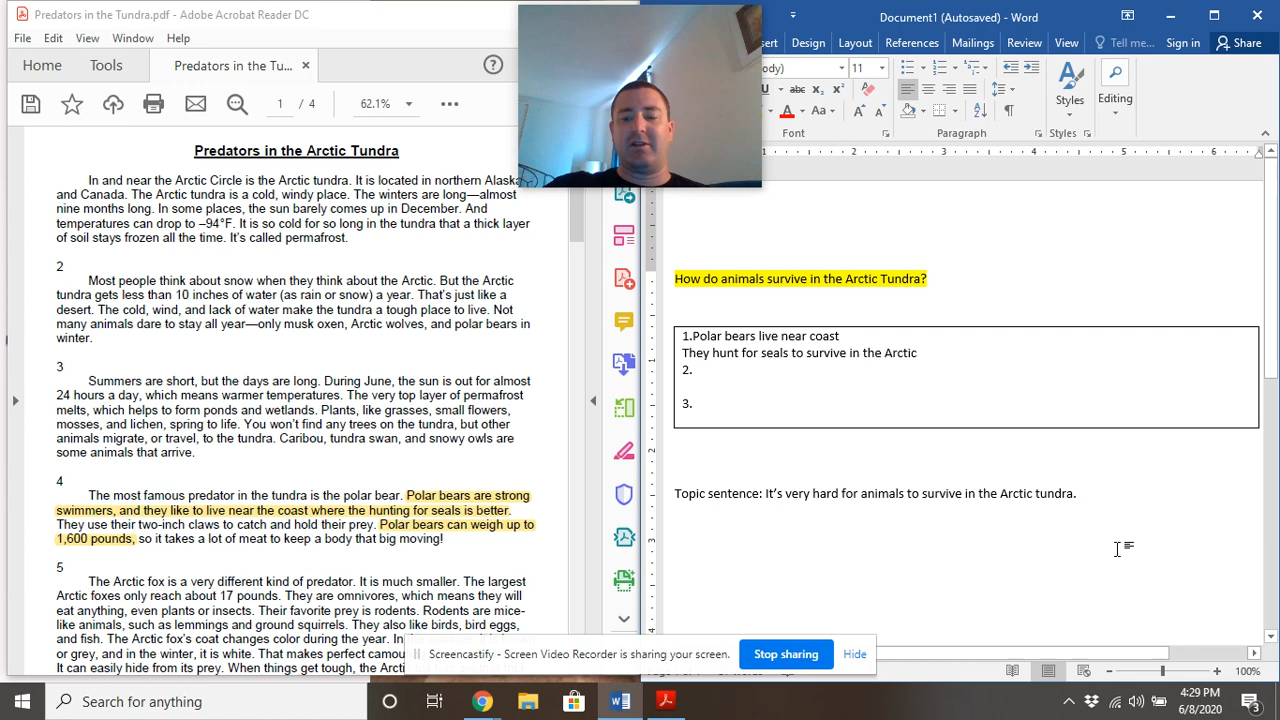 Predators in the Tundra.pdf - Adobe Acrobat Reader DC
File Edit View Window Help
Home Tools Predators in the Tu... ×
1 / 4 62.1%
Predators in the Arctic Tundra
In and near the Arctic Circle is the Arctic tundra. It is located in northern Alaska
and Canada. The Arctic tundra is a cold, windy place. The winters are long—almost
nine months long. In some places, the sun barely comes up in December. And
temperatures can drop to –94°F. It is so cold for so long in the tundra that a thick layer
of soil stays frozen all the time. It's called permafrost.
2
Most people think about snow when they think about the Arctic. But the Arctic
tundra gets less than 10 inches of water (as rain or snow) a year. That's just like a
desert. The cold, wind, and lack of water make the tundra a tough place to live. Not
many animals dare to stay all year—only musk oxen, Arctic wolves, and polar bears in
winter.
3
Summers are short, but the days are long. During June, the sun is out for almost
24 hours a day, which means warmer temperatures. The very top layer of permafrost
melts, which helps to form ponds and wetlands. Plants, like grasses, small flowers,
mosses, and lichen, spring to life. You won't find any trees on the tundra, but other
animals migrate, or travel, to the tundra. Caribou, tundra swan, and snowy owls are
some animals that arrive.
4
The most famous predator in the tundra is the polar bear. Polar bears are strong
swimmers, and they like to live near the coast where the hunting for seals is better.
They use their two-inch claws to catch and hold their prey. Polar bears can weigh up to
1,600 pounds, so it takes a lot of meat to keep a body that big moving!
5
The Arctic fox is a very different kind of predator. It is much smaller. The largest
Arctic foxes only reach about 17 pounds. They are omnivores, which means they will
eat anything, even plants or insects. Their favorite prey is rodents. Rodents are mice-
like animals, such as lemmings and ground squirrels. They also like birds, bird eggs,
and fish. The Arctic fox's coat changes color during the year. In
or grey, and in the winter, it is white. That makes perfect
It can easily hide from its prey. When things get tough, the
Document1 (Autosaved) - Word
Design Layout References Mailings Review View Tell me... Sign in Share
11
Styles Editing
Font Paragraph Styles
1 2 3 4 5 6
How do animals survive in the Arctic Tundra?
1.Polar bears live near coast
They hunt for seals to survive in the Arctic
2.
3.
Topic sentence: It's very hard for animals to survive in the Arctic tundra.
Screencastify - Screen Video Recorder is sharing your screen. Stop sharing Hide
100%
Search for anything
4:29 PM
6/8/2020
3